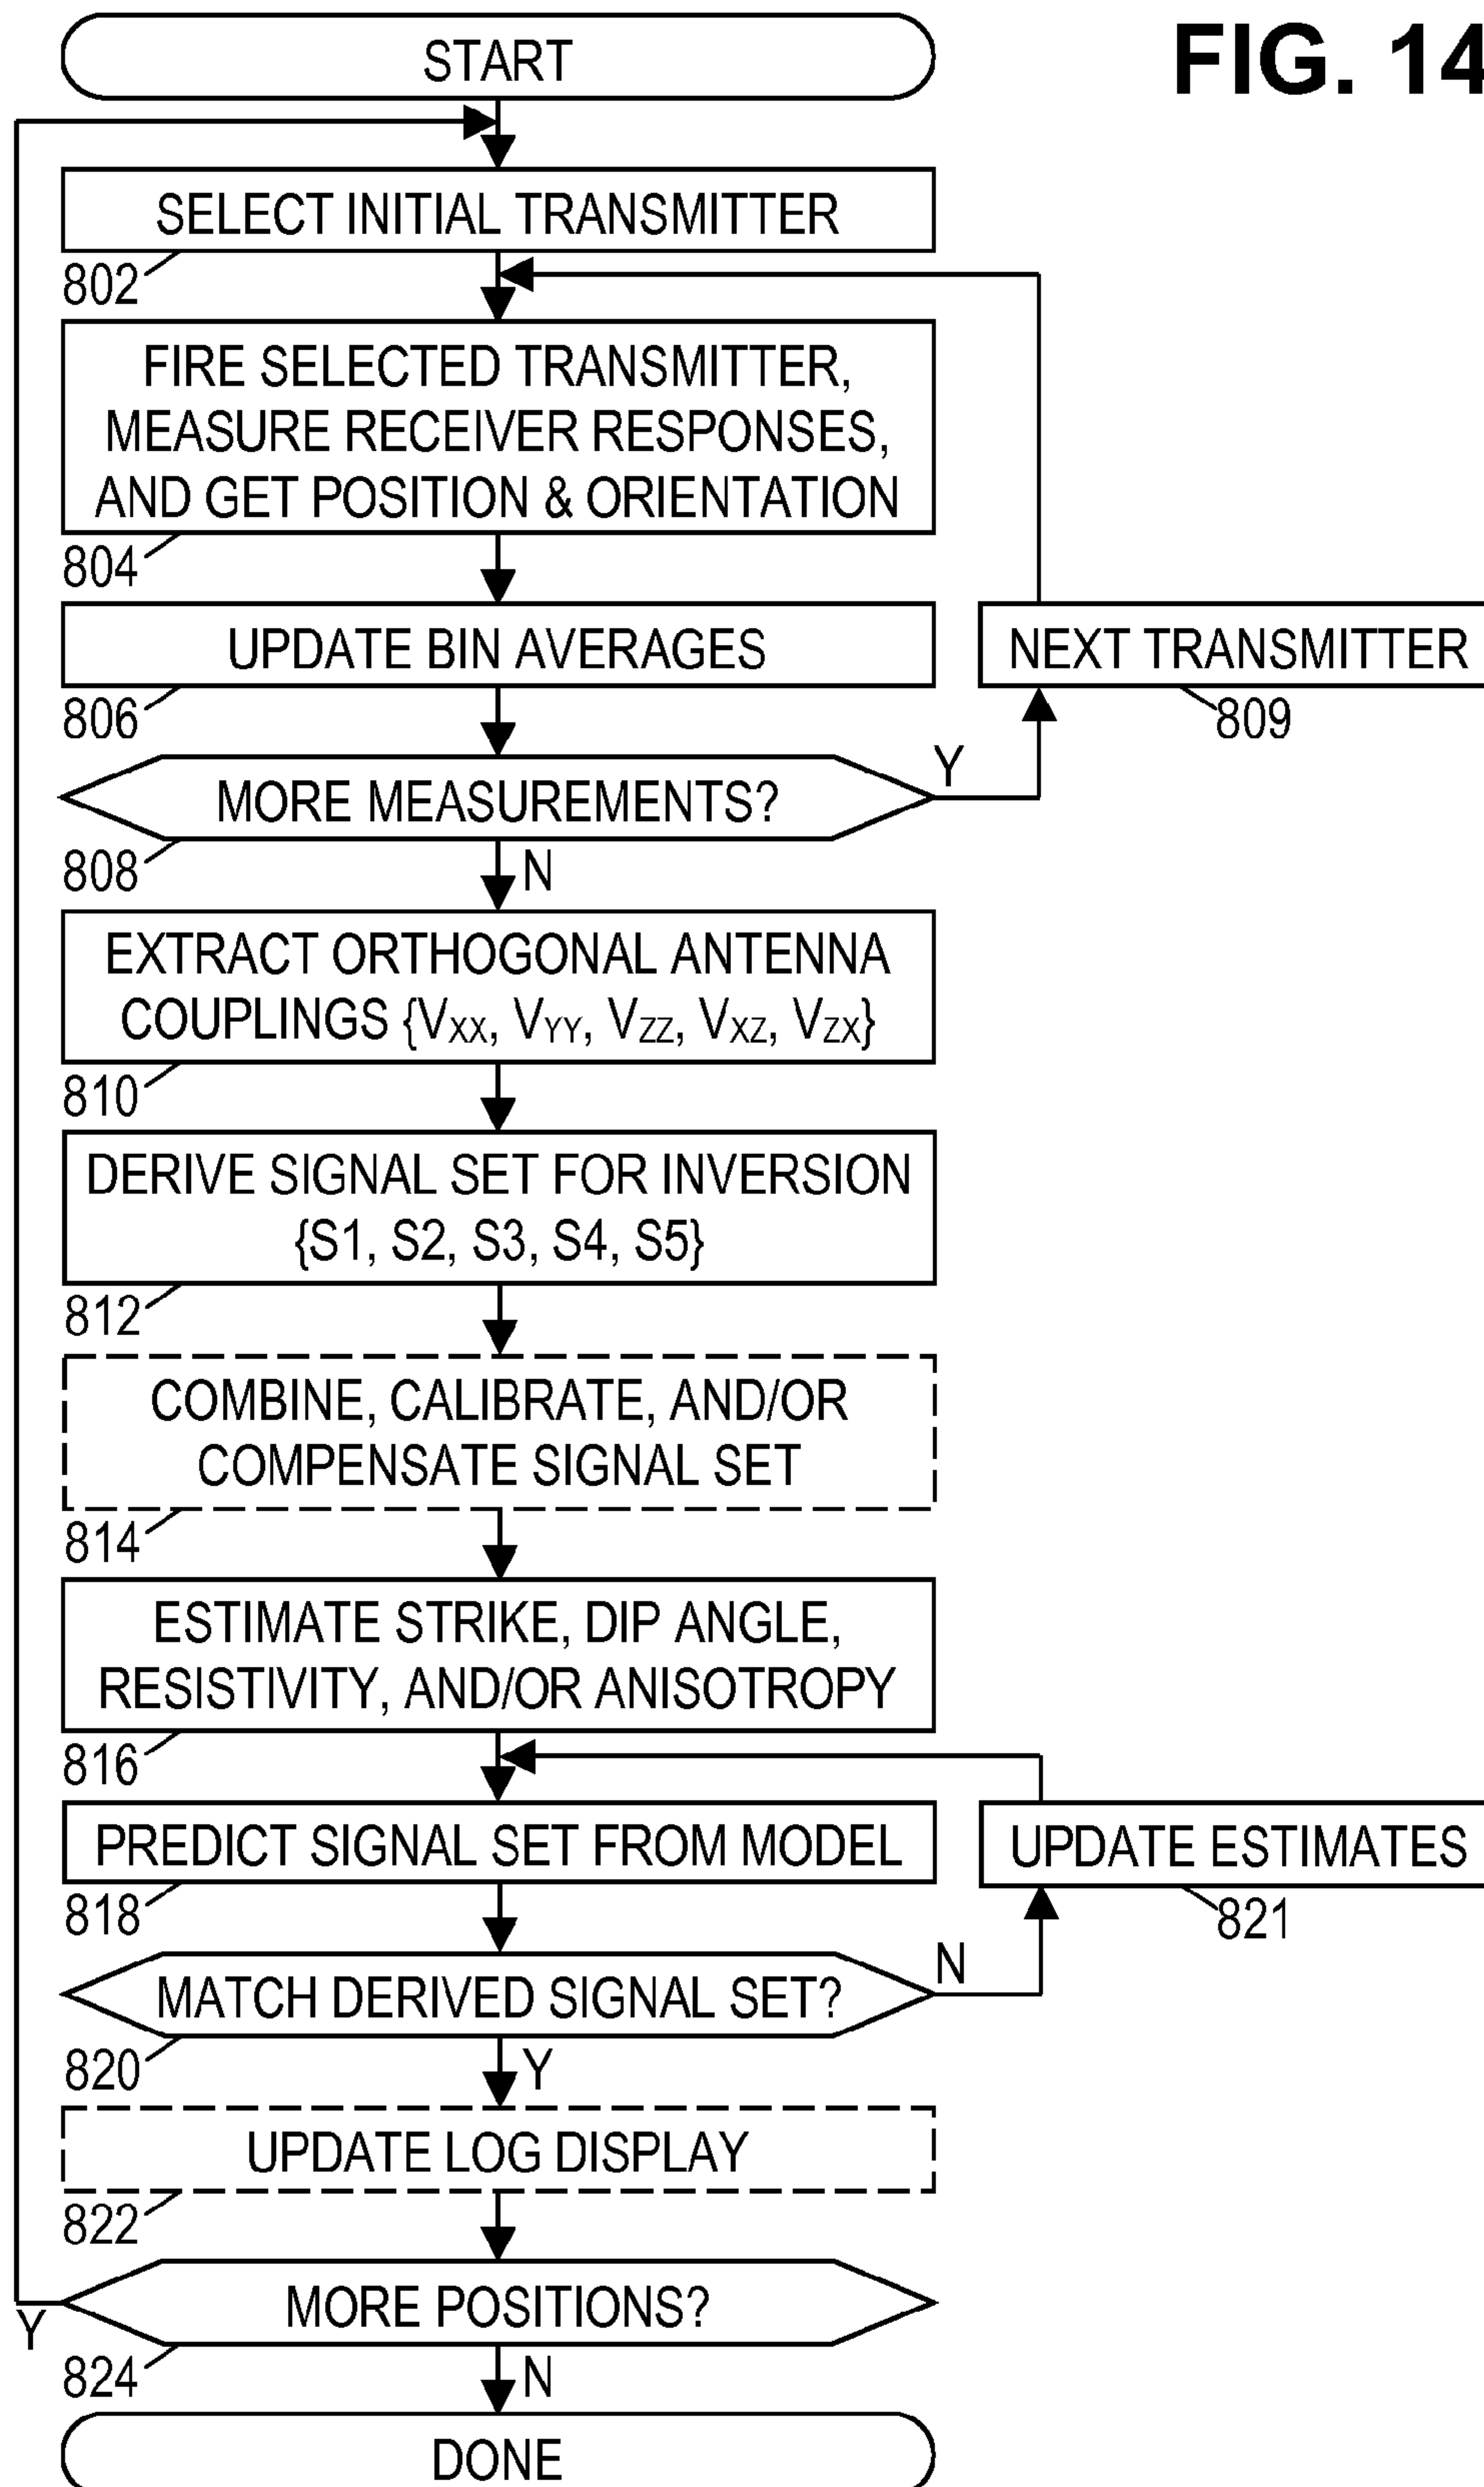 FIG. 14
START
SELECT INITIAL TRANSMITTER
802
FIRE SELECTED TRANSMITTER,
MEASURE RECEIVER RESPONSES,
AND GET POSITION & ORIENTATION
804
UPDATE BIN AVERAGES
806
NEXT TRANSMITTER
809
MORE MEASUREMENTS?
Y
808
N
EXTRACT ORTHOGONAL ANTENNA
COUPLINGS {VXX, VYY, VZZ, VXZ, VZX}
810
DERIVE SIGNAL SET FOR INVERSION
{S1, S2, S3, S4, S5}
812
COMBINE, CALIBRATE, AND/OR
COMPENSATE SIGNAL SET
814
ESTIMATE STRIKE, DIP ANGLE,
RESISTIVITY, AND/OR ANISOTROPY
816
PREDICT SIGNAL SET FROM MODEL
818
UPDATE ESTIMATES
821
MATCH DERIVED SIGNAL SET?
N
820
Y
UPDATE LOG DISPLAY
822
MORE POSITIONS?
Y
824
N
DONE